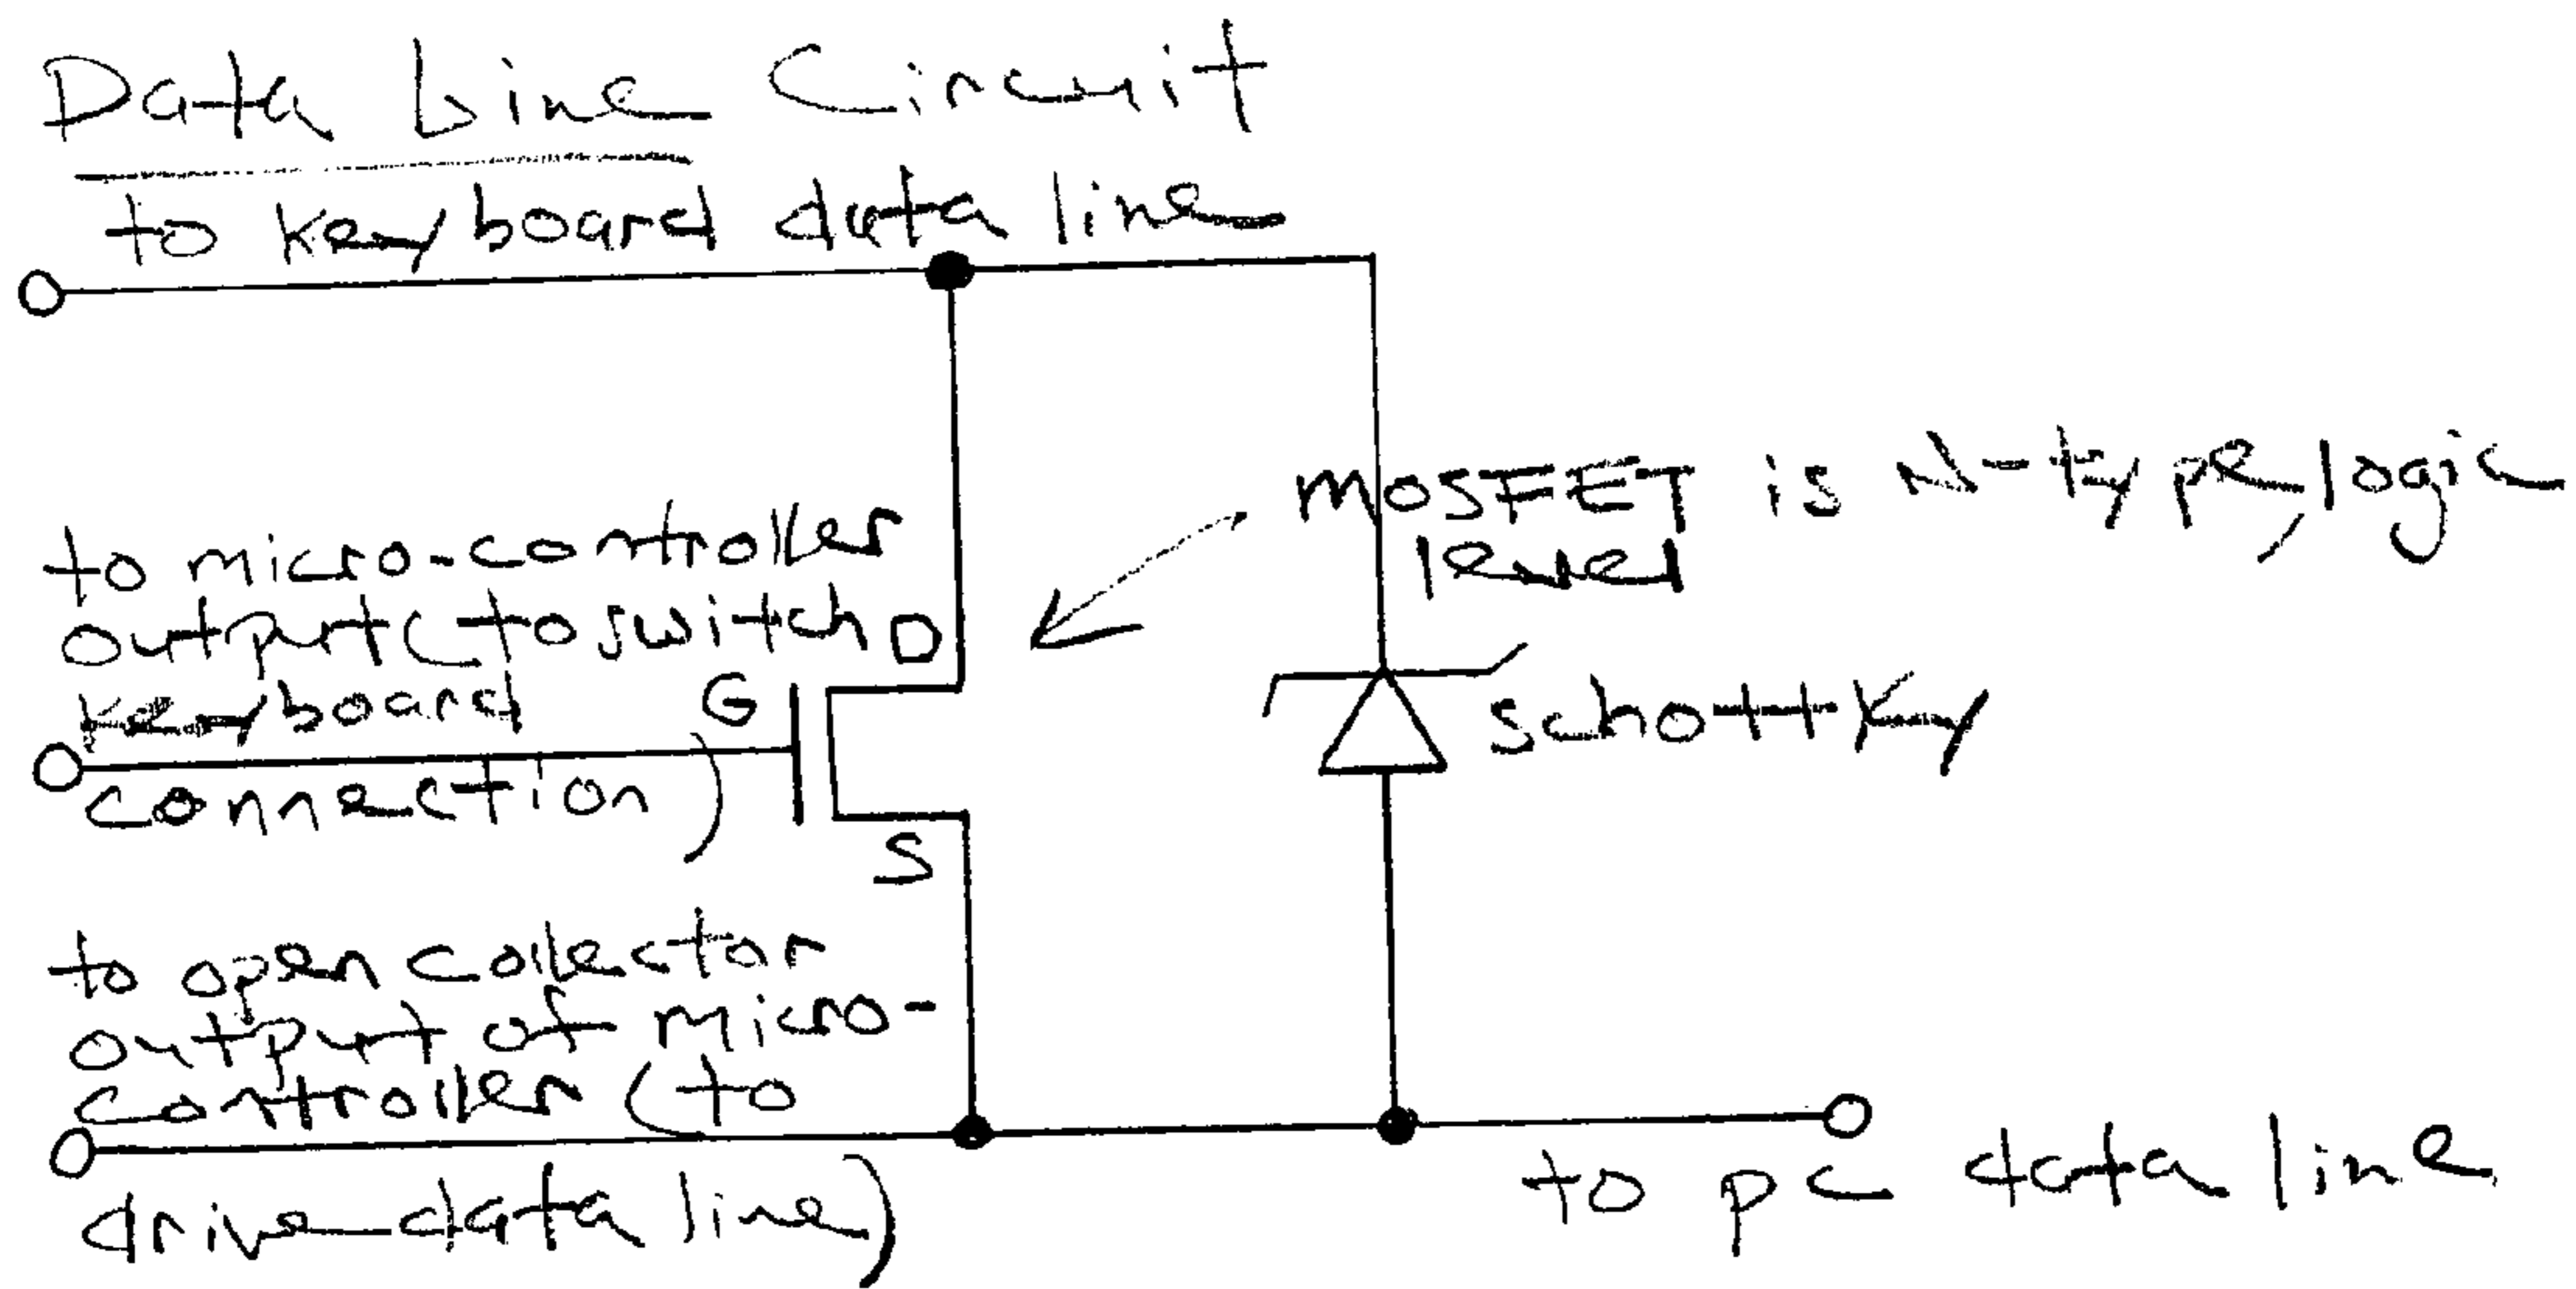 Data Line Circuit
to keyboard data line
MOSFET is N-type, logic
level
to micro-controller
output (to switch
keyboard
connection)
D
G
S
schottky
to open collector
output of micro-
controller (to
drive data line)
to pc data line